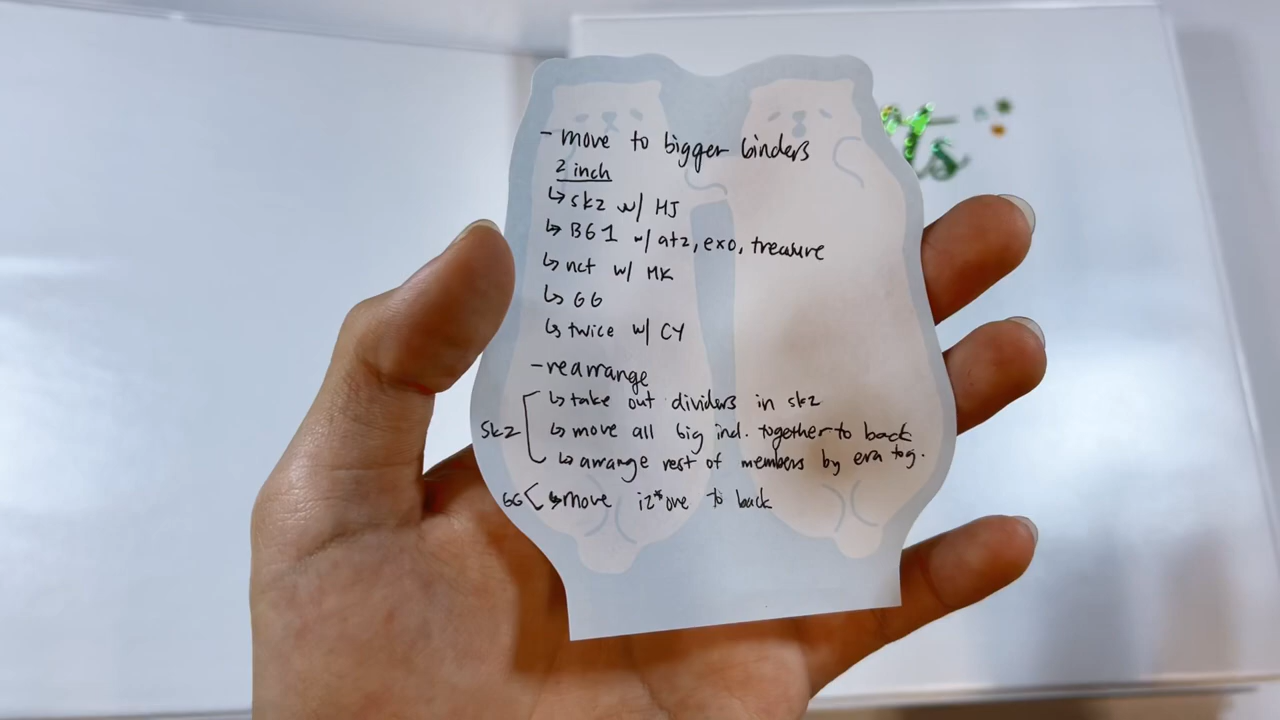 - move to bigger binders
2 inch
↳ skz w/ HJ
↳ BG1 w/ atz, exo, treasure
↳ nct w/ MK
↳ GG
↳ twice w/ CY
- rearrange
↳ take out dividers in skz
skz ↳ move all big ind. together to back
↳ arrange rest of members by era tog.
GG ↳ move iz*one to back